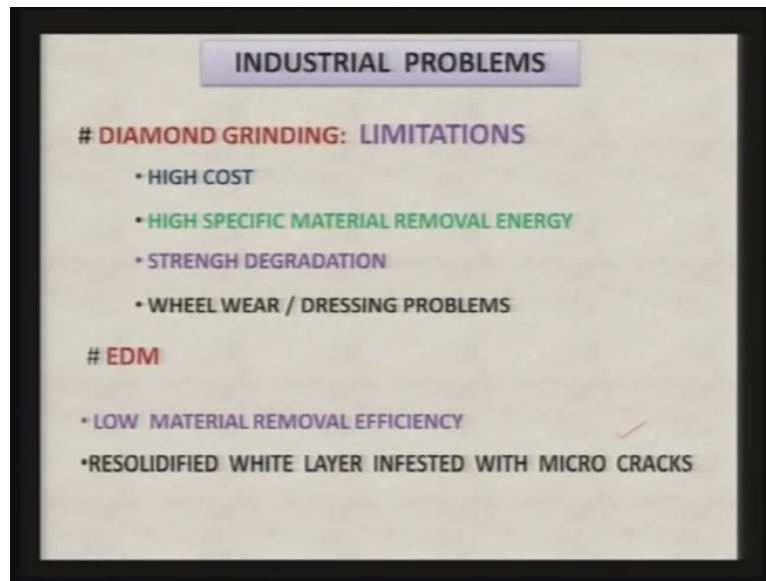 INDUSTRIAL PROBLEMS
# DIAMOND GRINDING: LIMITATIONS
• HIGH COST
• HIGH SPECIFIC MATERIAL REMOVAL ENERGY
• STRENGH DEGRADATION
• WHEEL WEAR / DRESSING PROBLEMS
# EDM
• LOW MATERIAL REMOVAL EFFICIENCY
•RESOLIDIFIED WHITE LAYER INFESTED WITH MICRO CRACKS